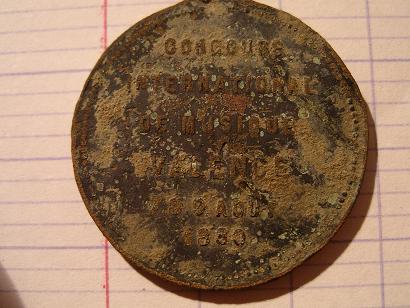 CONCOURS
INTERNATIONAL
DE MUSIQUE
VALENCE
AOUT